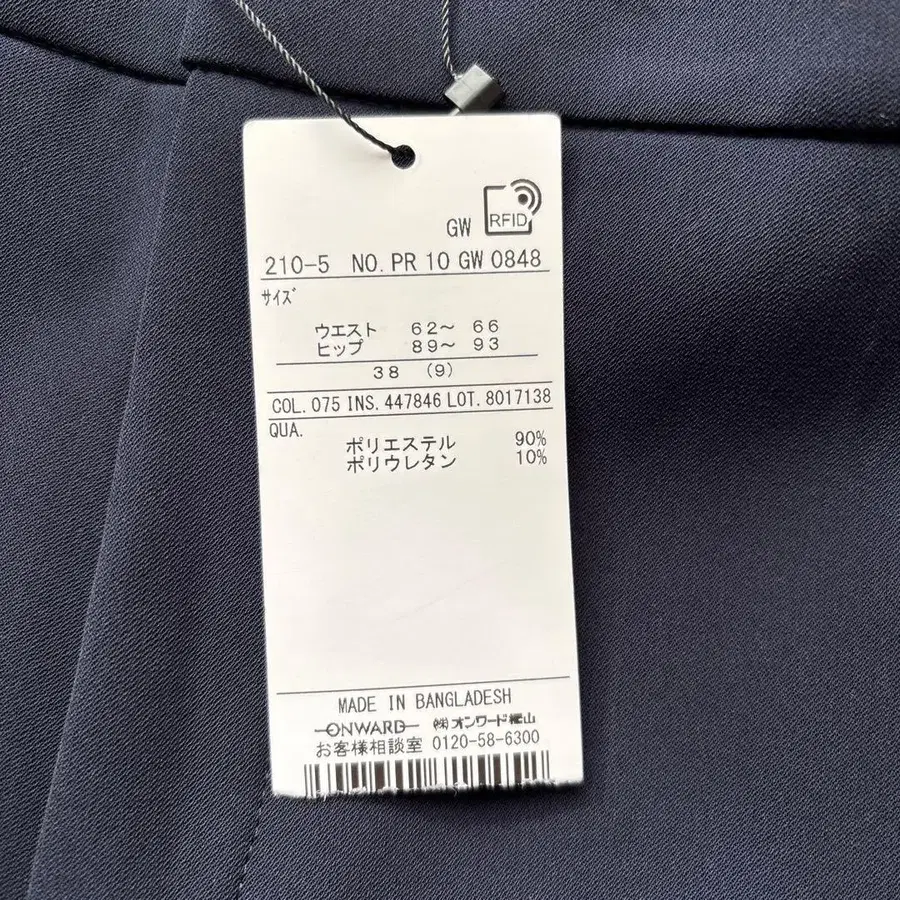 GW RFID
210-5 NO. PR 10 GW 0848
サイズ
ウエスト 62～ 66
ヒップ 89～ 93
38 (9)
COL. 075 INS. 447846 LOT. 8017138
QUA.
ポリエステル 90%
ポリウレタン 10%
MADE IN BANGLADESH
ONWARD ㈱オンワード樫山
お客様相談室 0120-58-6300